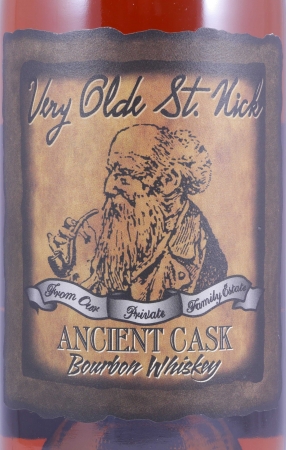 Very Olde St. Nick
From Our Private Family Estate
ANCIENT CASK
Bourbon Whiskey